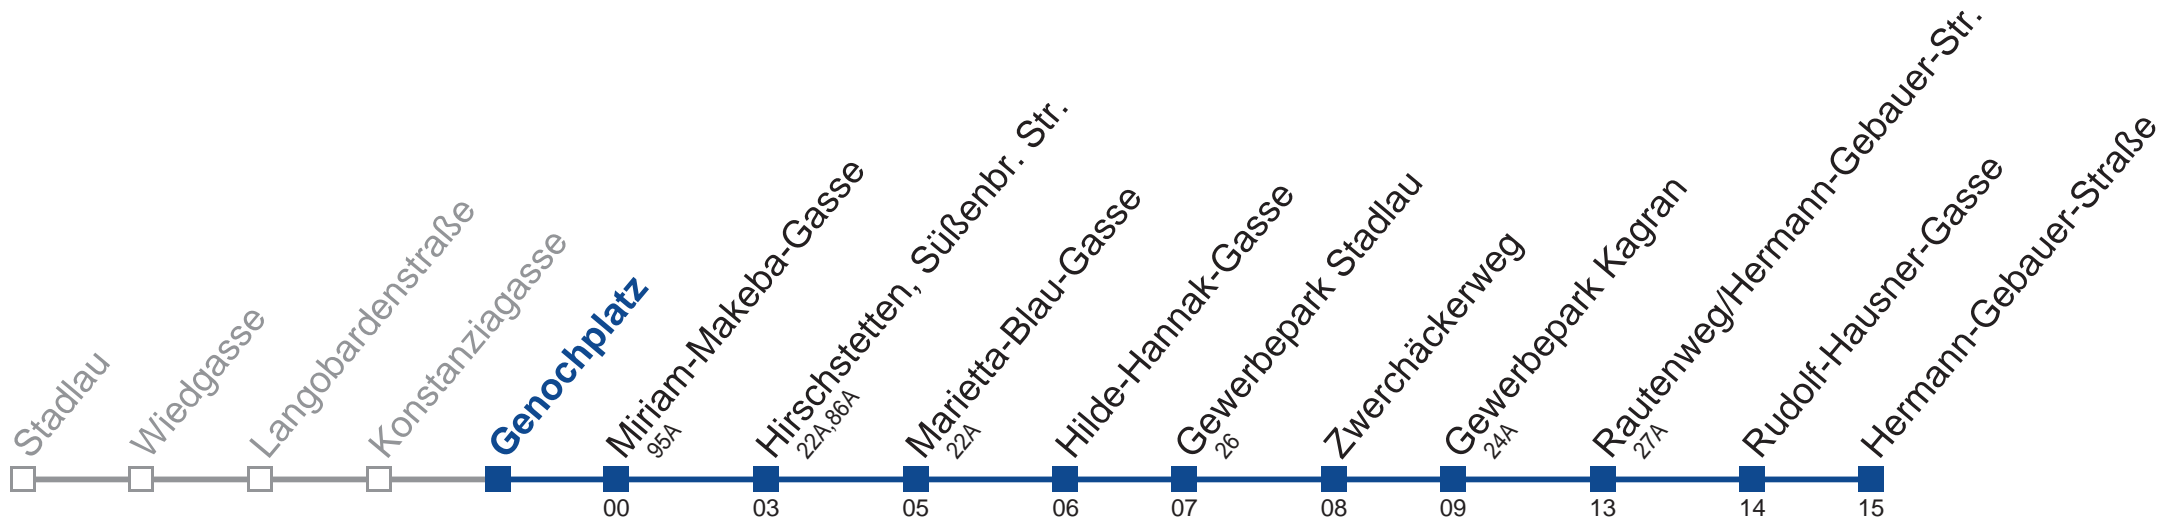 Stadlau
Wiedgasse
Langobardenstraße
Konstanziagasse
Genochplatz
Miriam-Makeba-Gasse
95A
Hirschstetten, Süßenbr. Str.
22A,86A
Marietta-Blau-Gasse
22A
Hilde-Hannak-Gasse
Gewerbepark Stadlau
26
Zwerchäckerweg
Gewerbepark Kagran
24A
Rautenweg/Hermann-Gebauer-Str.
27A
Rudolf-Hausner-Gasse
Hermann-Gebauer-Straße
00 03 05 06 07 08 09 13 14 15